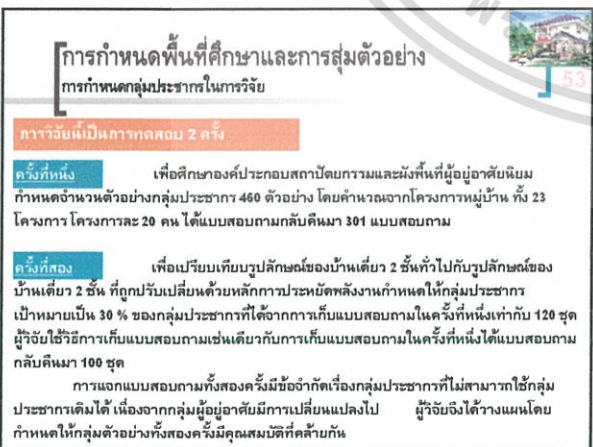 การกำหนดพื้นที่ศึกษาและการสุ่มตัวอย่าง
การกำหนดกลุ่มประชากรในการวิจัย
53
การวิจัยนี้เป็นการทดสอบ 2 ครั้ง
ครั้งที่หนึ่ง เพื่อศึกษาองค์ประกอบสถาปัตยกรรมและผังพื้นที่ผู้อยู่อาศัยนิยม
กำหนดจำนวนตัวอย่างกลุ่มประชากร 460 ตัวอย่าง โดยคำนวณจากโครงการหมู่บ้าน ทั้ง 23
โครงการ โครงการละ 20 คน ได้แบบสอบถามกลับคืนมา 301 แบบสอบถาม
ครั้งที่สอง เพื่อเปรียบเทียบรูปลักษณ์ของบ้านเดี่ยว 2 ชั้นทั่วไปกับรูปลักษณ์ของ
บ้านเดี่ยว 2 ชั้น ที่ถูกปรับเปลี่ยนด้วยหลักการประหยัดพลังงานกำหนดให้กลุ่มประชากร
เป้าหมายเป็น 30 % ของกลุ่มประชากรที่ได้จากการเก็บแบบสอบถามในครั้งที่หนึ่งเท่ากับ 120 ชุด
ผู้วิจัยใช้วิธีการเก็บแบบสอบถามเช่นเดียวกับการเก็บแบบสอบถามในครั้งที่หนึ่งได้แบบสอบถาม
กลับคืนมา 100 ชุด
การแจกแบบสอบถามทั้งสองครั้งมีข้อจำกัดเรื่องกลุ่มประชากรที่ไม่สามารถใช้กลุ่ม
ประชากรเดิมได้ เนื่องจากกลุ่มผู้อยู่อาศัยมีการเปลี่ยนแปลงไป ผู้วิจัยจึงได้วางแผนโดย
กำหนดให้กลุ่มตัวอย่างทั้งสองครั้งมีคุณสมบัติที่คล้ายกัน